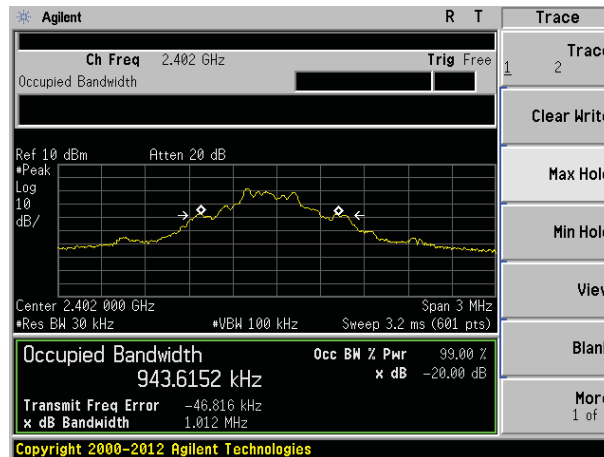 Agilent R T Trace
Ch Freq 2.402 GHz Trig Free
Occupied Bandwidth
Trace
1 2
Clear Write
Max Hold
Min Hold
View
Blank
More
1 of
Ref 10 dBm Atten 20 dB
#Peak
Log
10
dB/
Center 2.402 000 GHz Span 3 MHz
#Res BW 30 kHz #VBW 100 kHz Sweep 3.2 ms (601 pts)
Occupied Bandwidth Occ BW % Pwr 99.00 %
943.6152 kHz x dB -20.00 dB
Transmit Freq Error -46.816 kHz
x dB Bandwidth 1.012 MHz
Copyright 2000-2012 Agilent Technologies